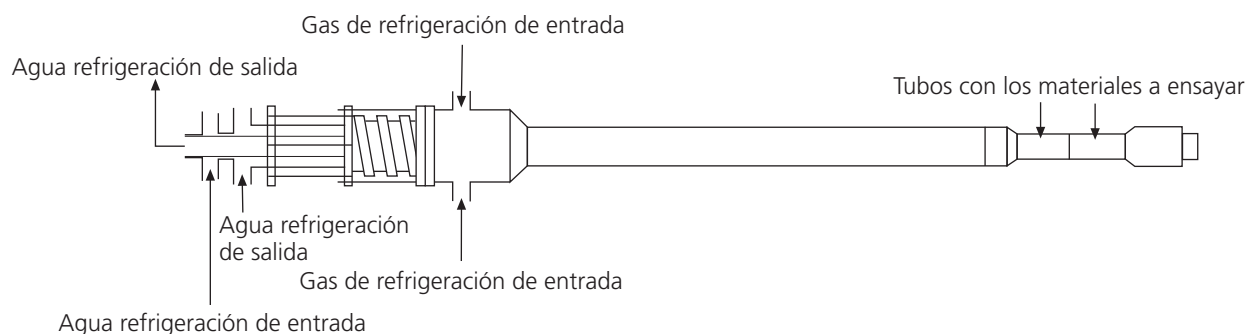 Gas de refrigeración de entrada
Agua refrigeración de salida
Tubos con los materiales a ensayar
Agua refrigeración
de salida
Gas de refrigeración de entrada
Agua refrigeración de entrada